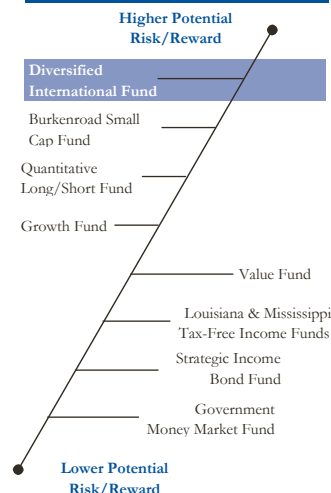 Higher Potential
Risk/Reward
Diversified
International Fund
Burkenroad Small
Cap Fund
Quantitative
Long/Short Fund
Growth Fund
Value Fund
Louisiana & Mississippi
Tax-Free Income Funds
Strategic Income
Bond Fund
Government
Money Market Fund
Lower Potential
Risk/Reward